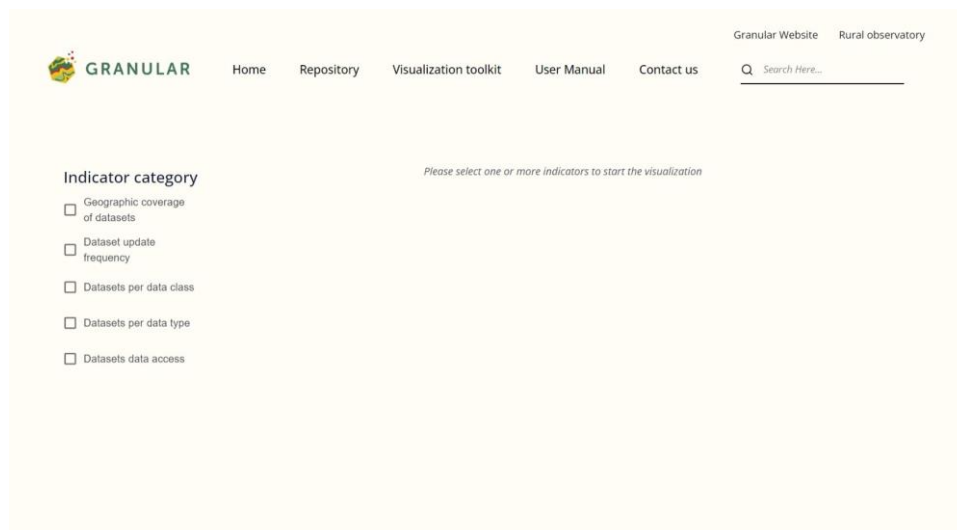 Granular Website Rural observatory
GRANULAR Home Repository Visualization toolkit User Manual Contact us Search Here...
Indicator category
Please select one or more indicators to start the visualization
Geographic coverage
of datasets
Dataset update
frequency
Datasets per data class
Datasets per data type
Datasets data access